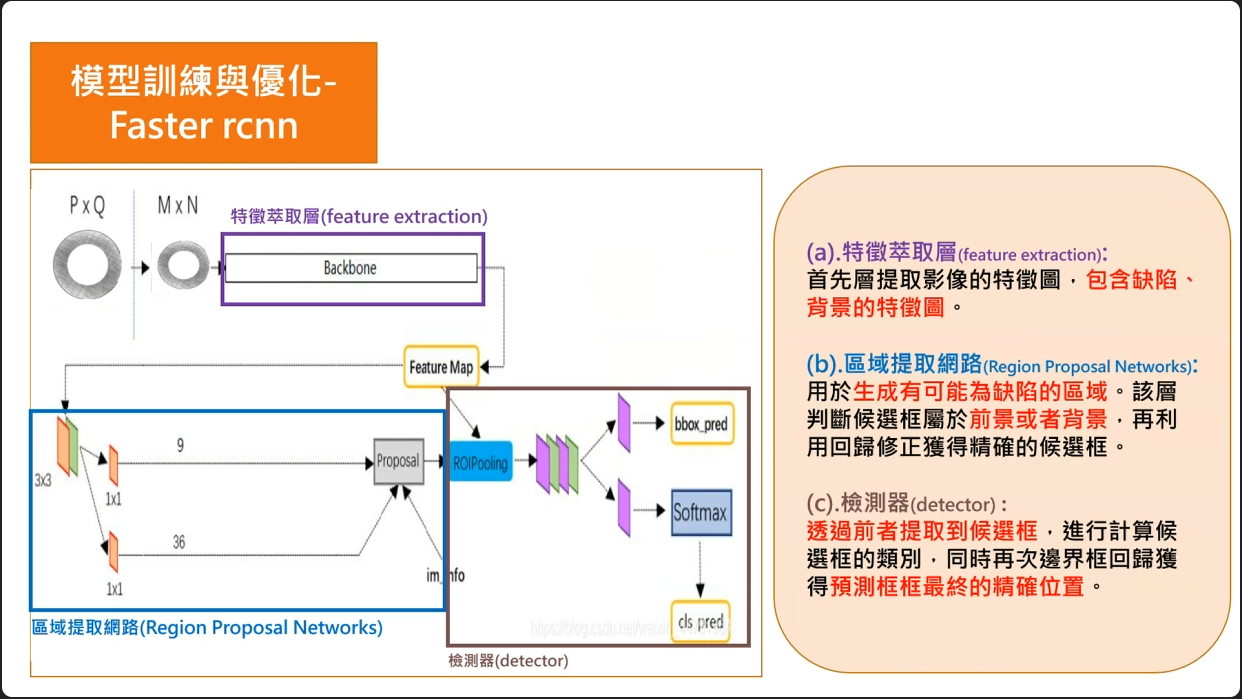 模型訓練與優化-
Faster rcnn
PxQ
MxN
特徵萃取層(feature extraction)
Backbone
Feature Map
3x3
9
1x1
36
1x1
Proposal
im_info
ROIPooling
bbox_pred
Softmax
cls_pred
區域提取網路(Region Proposal Networks)
檢測器(detector)
(a).特徵萃取層(feature extraction):
首先層提取影像的特徵圖，包含缺陷、
背景的特徵圖。
(b).區域提取網路(Region Proposal Networks):
用於生成有可能為缺陷的區域。該層
判斷候選框屬於前景或者背景，再利
用回歸修正獲得精確的候選框。
(c).檢測器(detector) :
透過前者提取到候選框，進行計算候
選框的類別，同時再次邊界框回歸獲
得預測框框最終的精確位置。